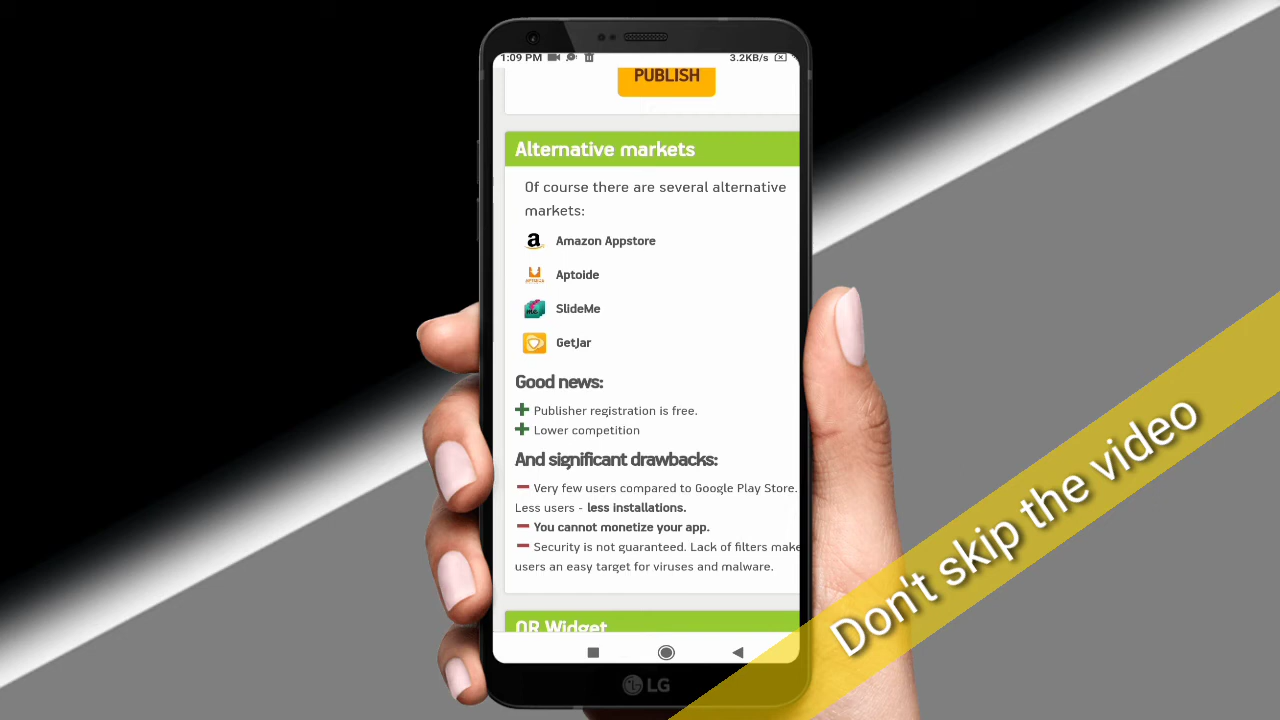 1:09 PM 3.2KB/s
PUBLISH
Alternative markets
Of course there are several alternative
markets:
a Amazon Appstore
Aptoide
me SlideMe
GetJar
Good news:
Publisher registration is free.
Lower competition
And significant drawbacks:
Very few users compared to Google Play Store.
Less users - less installations.
You cannot monetize your app.
Security is not guaranteed. Lack of filters make
users an easy target for viruses and malware.
QR Widget
LG
Don't skip the video